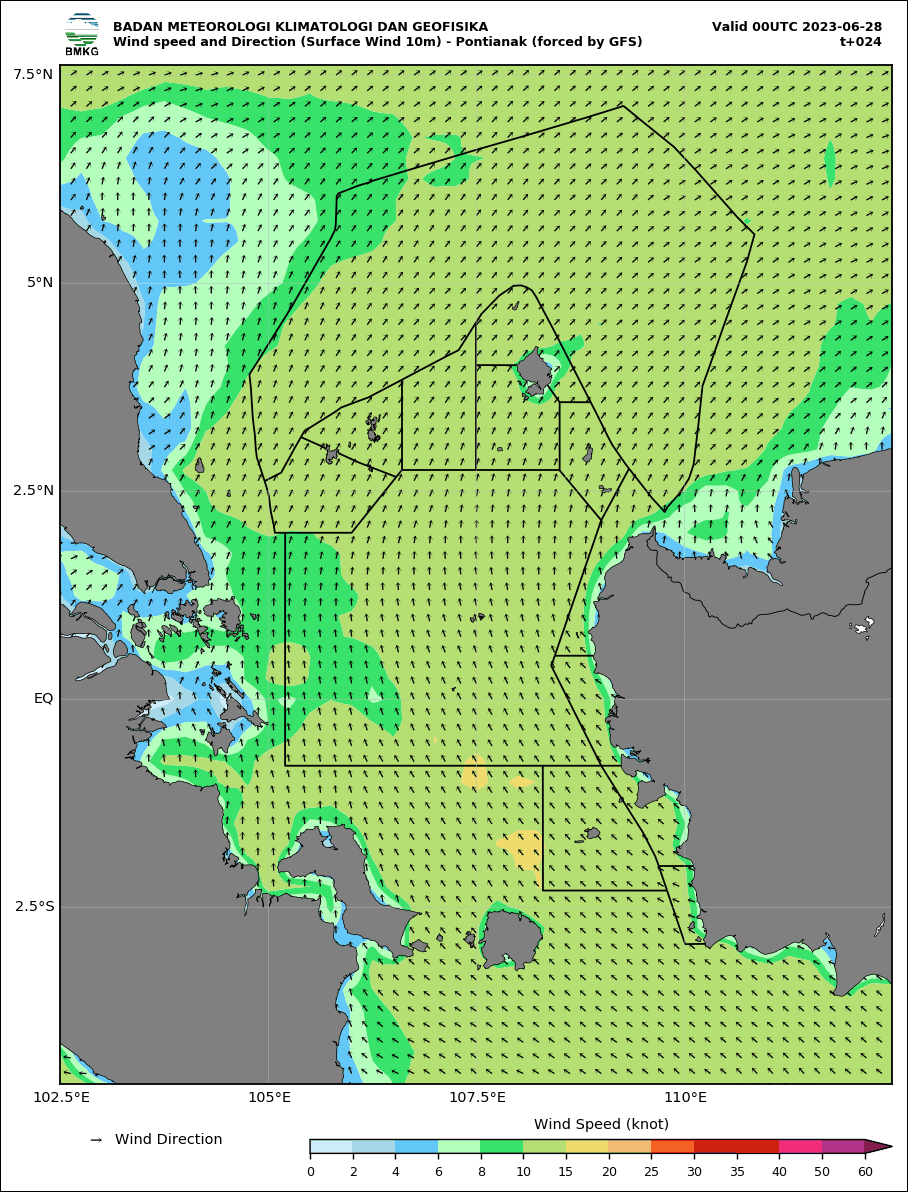 BMKG
BADAN METEOROLOGI KLIMATOLOGI DAN GEOFISIKA
Wind speed and Direction (Surface Wind 10m) - Pontianak (forced by GFS)
Valid 00UTC 2023-06-28
t+024
7.5°N
5°N
2.5°N
EQ
2.5°S
102.5°E 105°E 107.5°E 110°E
→ Wind Direction
Wind Speed (knot)
0 2 4 6 8 10 15 20 25 30 35 40 50 60